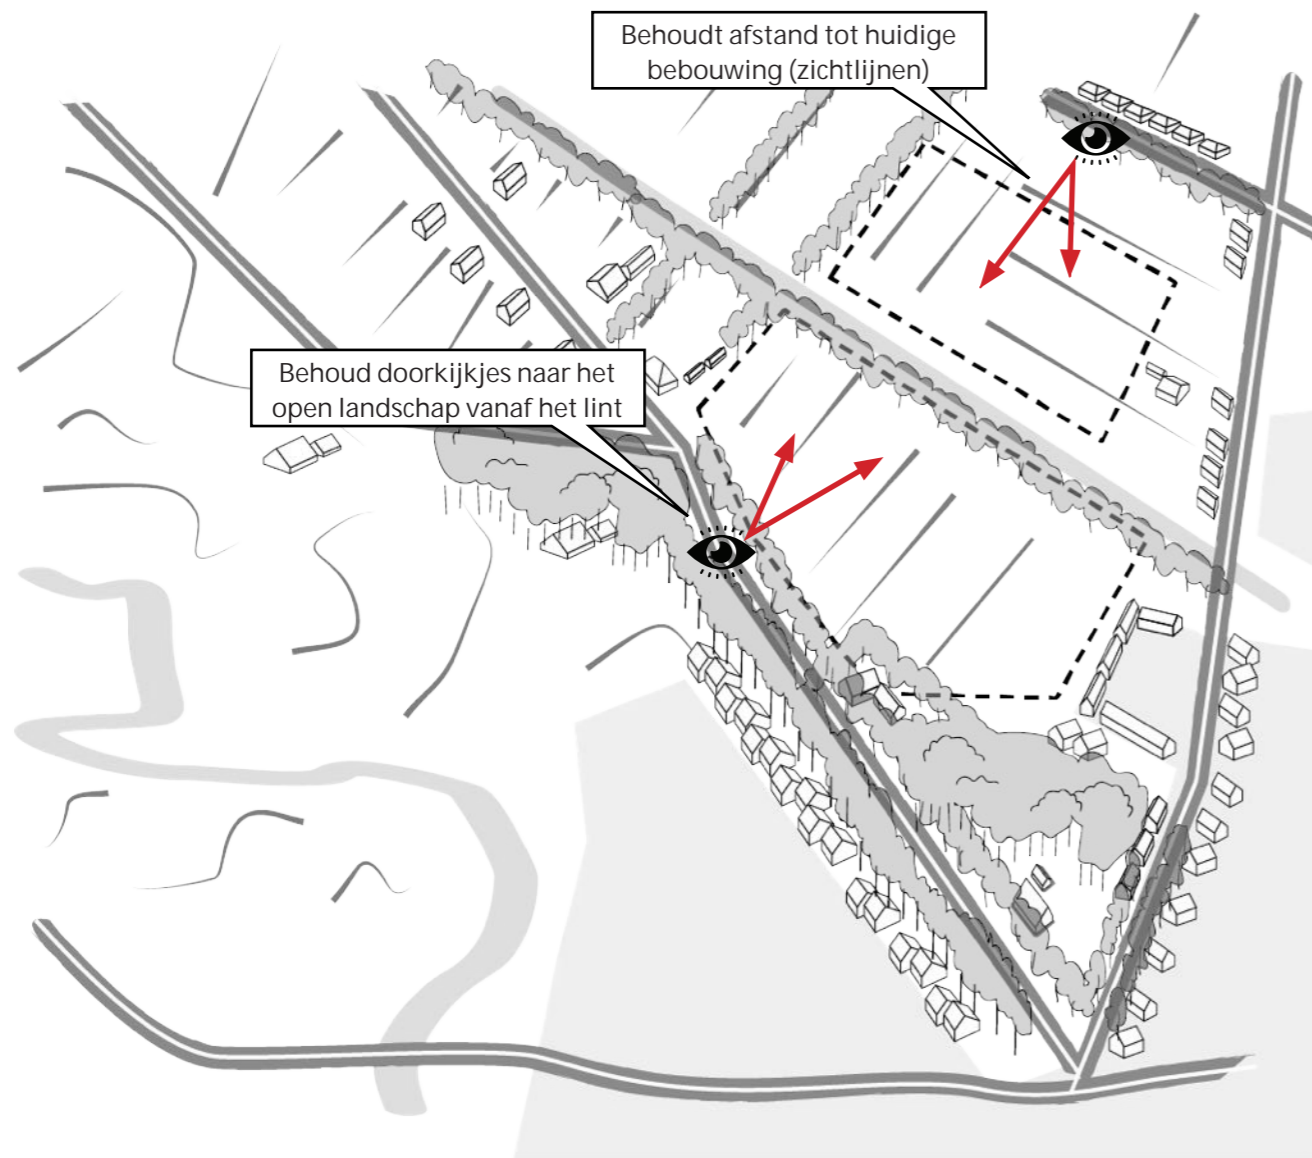 Behoudt afstand tot huidige
bebouwing (zichtlijnen)
Behoud doorkijkjes naar het
open landschap vanaf het lint